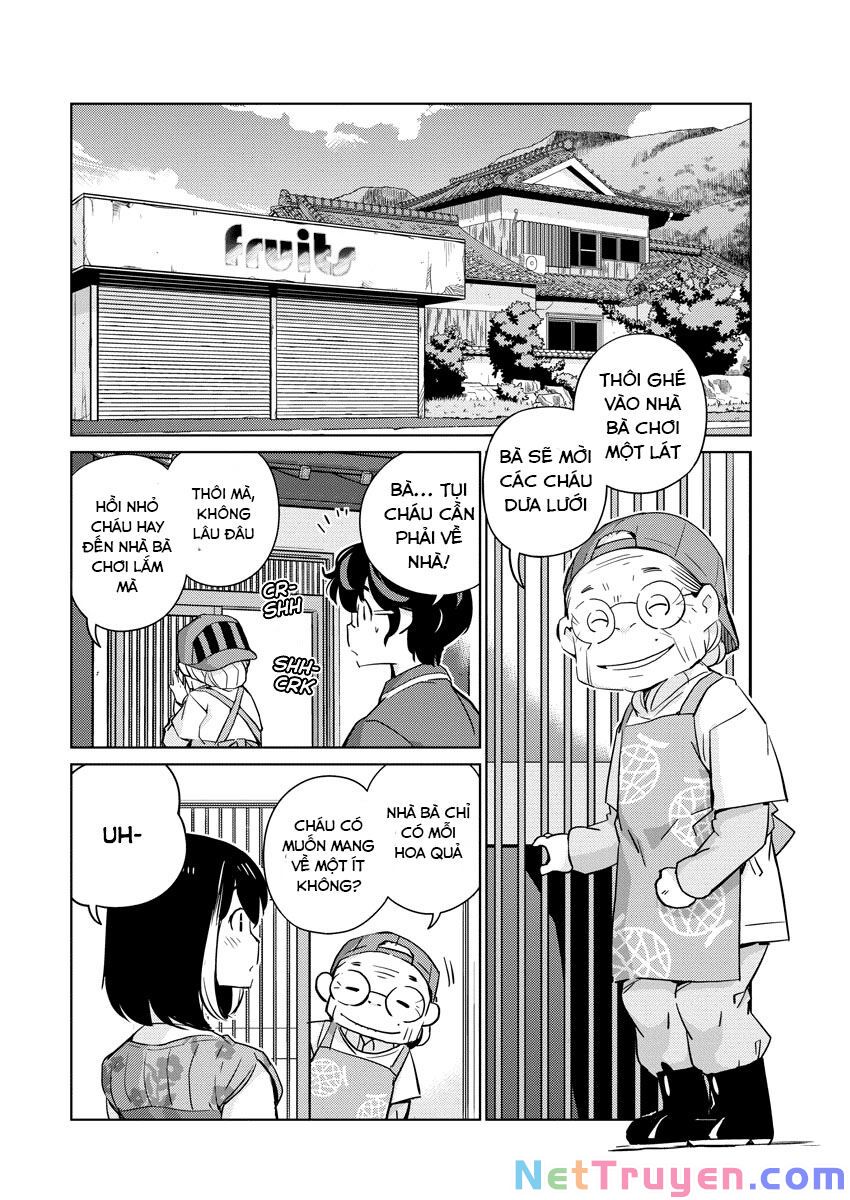 fruits
THÔI GHÉ
VÀO NHÀ
BÀ CHƠI
MỘT LÁT
BÀ SẼ MỜI
CÁC CHÁU
DƯA LƯỚI
BÀ... TỤI
CHÁU CẦN
PHẢI VỀ
NHÀ!
THÔI MÀ,
KHÔNG
LÂU ĐÂU
HỒI NHỎ
CHÁU HAY
ĐẾN NHÀ BÀ
CHƠI LẮM
MÀ
CR-
SHH
SHH-
CRK
NHÀ BÀ CHỈ
CÓ MỖI
HOA QUẢ
CHÁU CÓ
MUỐN MANG
VỀ MỘT ÍT
KHÔNG?
UH-
NetTruyen.com